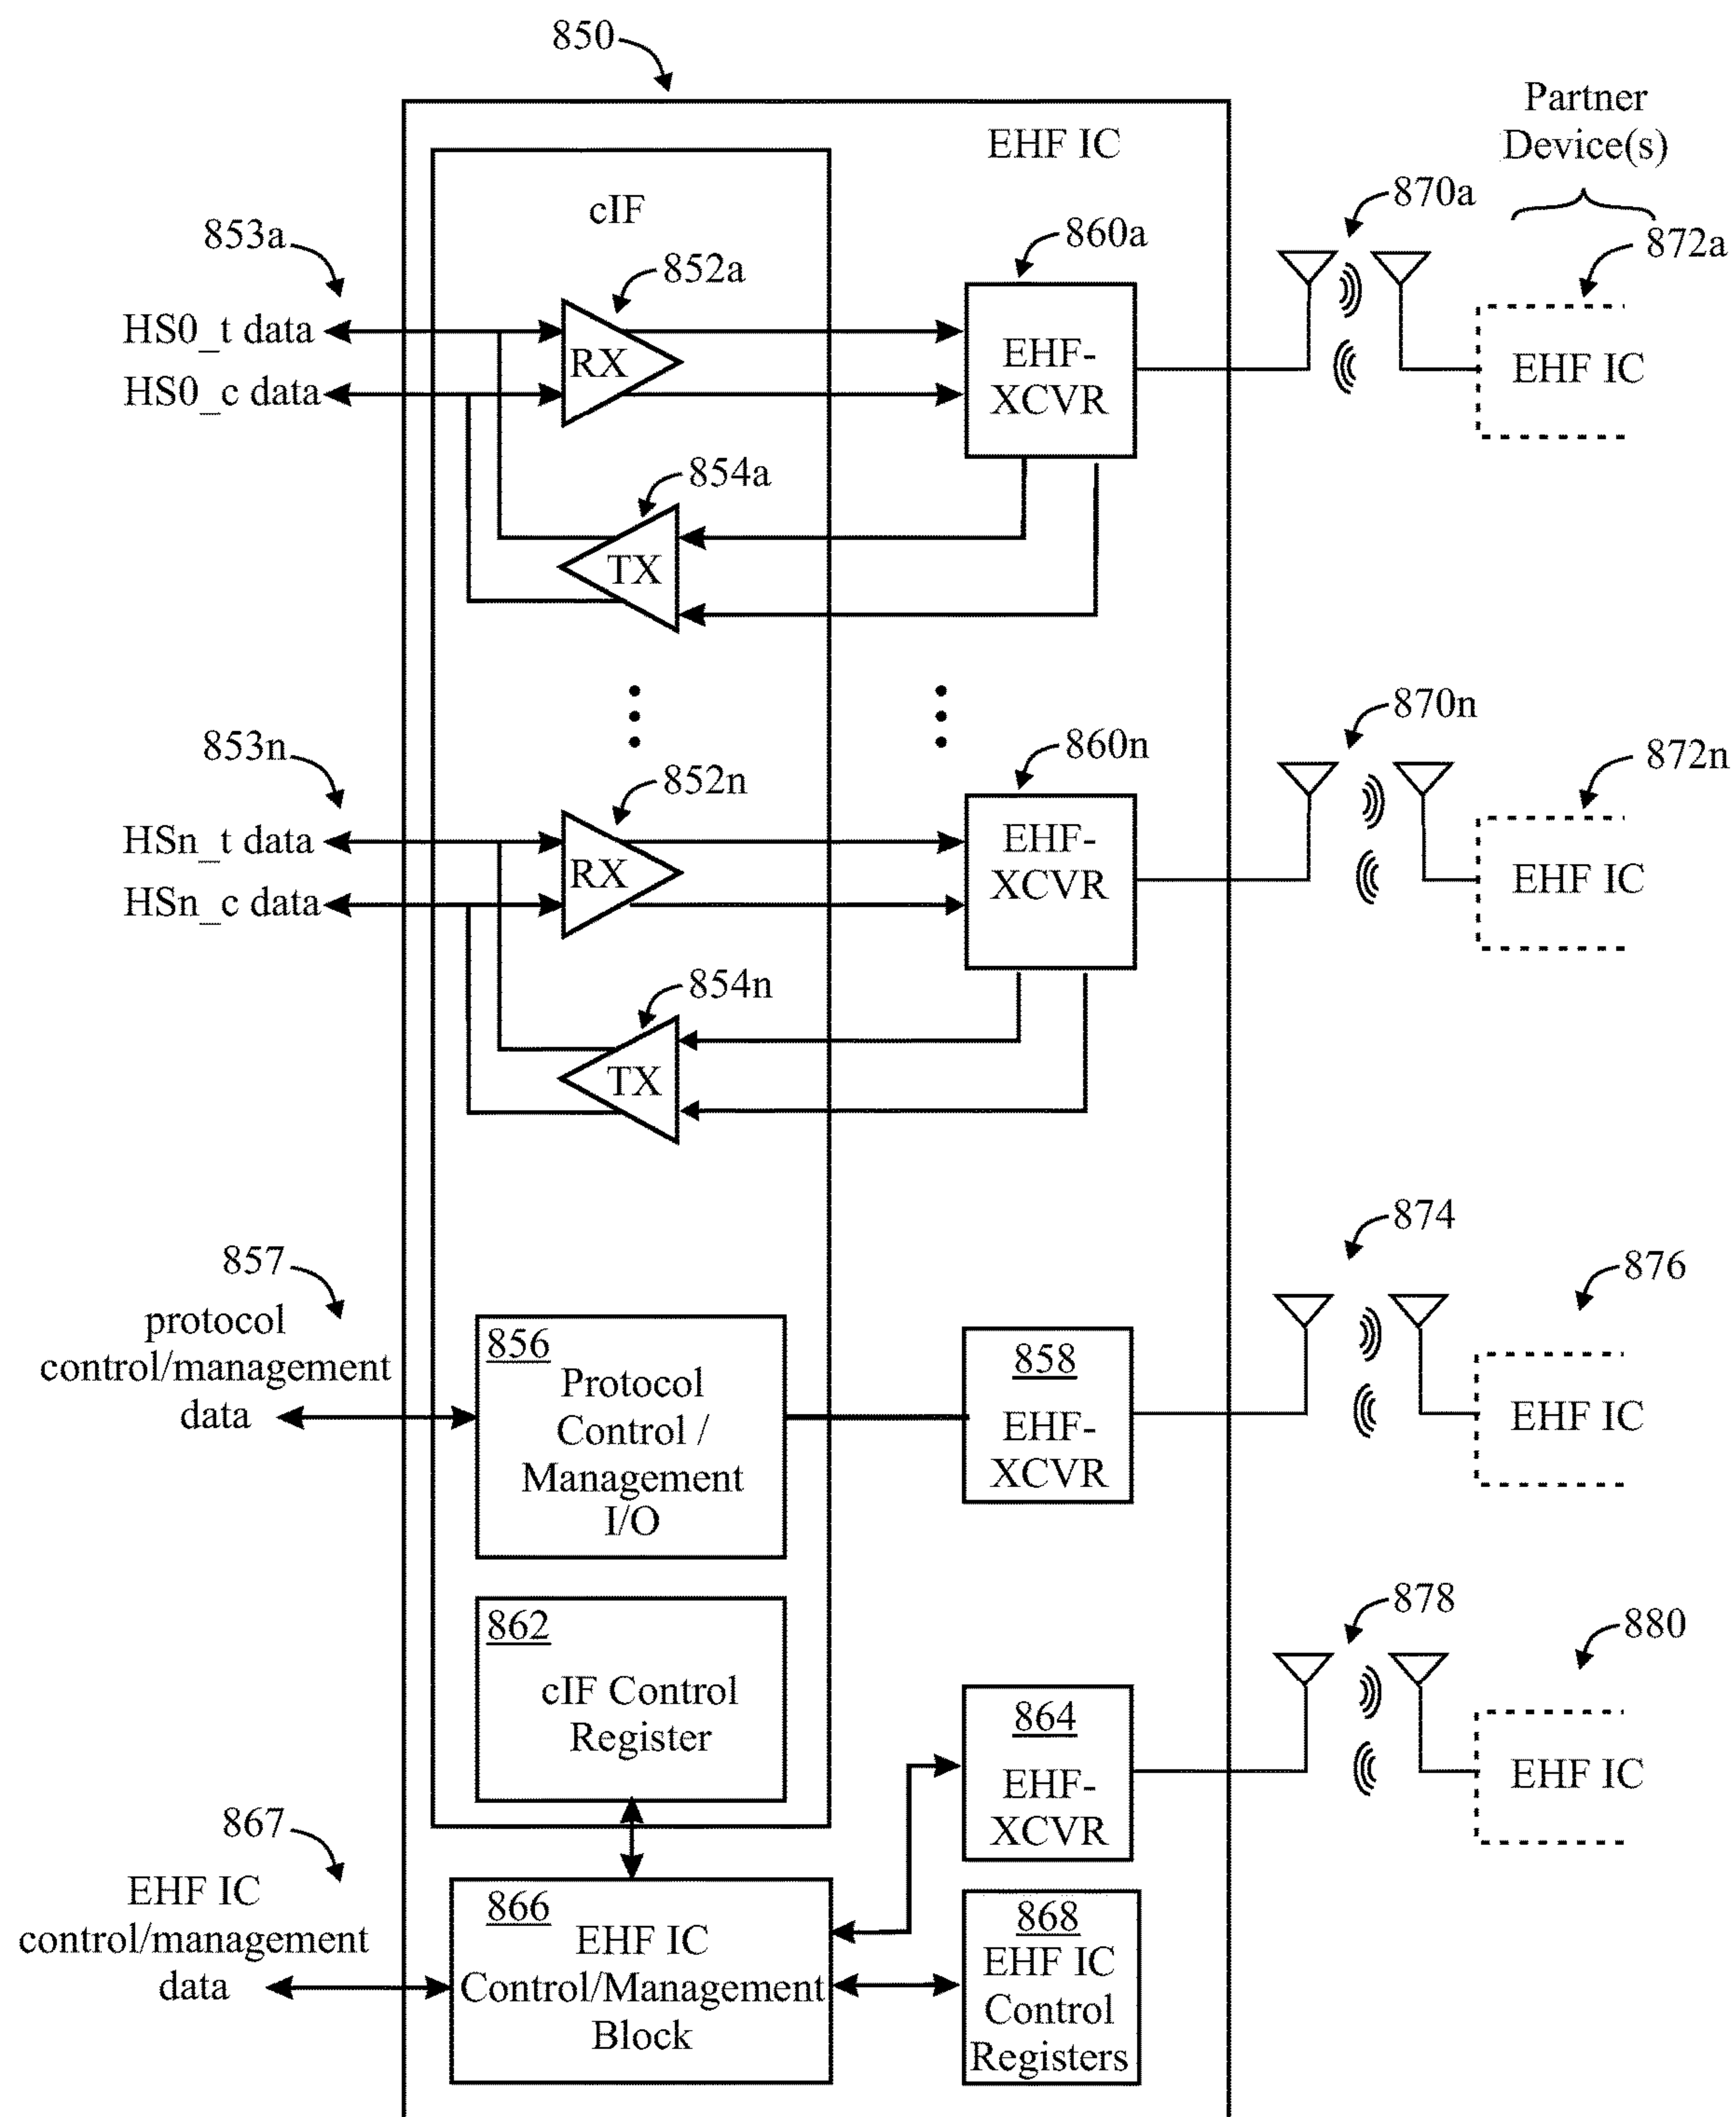 850
EHF IC
Partner
Device(s)
cIF
870a
853a
860a
872a
852a
HS0_t data
RX
EHF-
XCVR
EHF IC
HS0_c data
854a
TX
870n
853n
860n
872n
852n
HSn_t data
RX
EHF-
XCVR
EHF IC
HSn_c data
854n
TX
874
857
876
protocol
control/management
data
856
Protocol
Control /
Management
I/O
858
EHF-
XCVR
EHF IC
878
880
862
cIF Control
Register
864
EHF-
XCVR
EHF IC
867
EHF IC
control/management
data
866
EHF IC
Control/Management
Block
868
EHF IC
Control
Registers